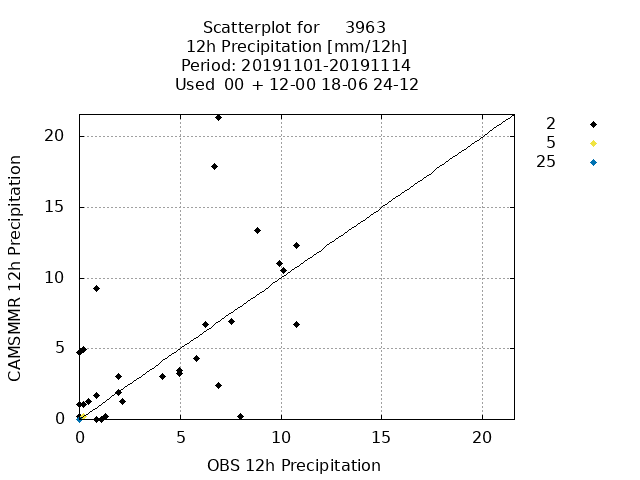 Scatterplot for 3963
12h Precipitation [mm/12h]
Period: 20191101-20191114
Used 00 + 12-00 18-06 24-12
2
5
25
20
15
10
5
0
CAMSMMR 12h Precipitation
0 5 10 15 20
OBS 12h Precipitation